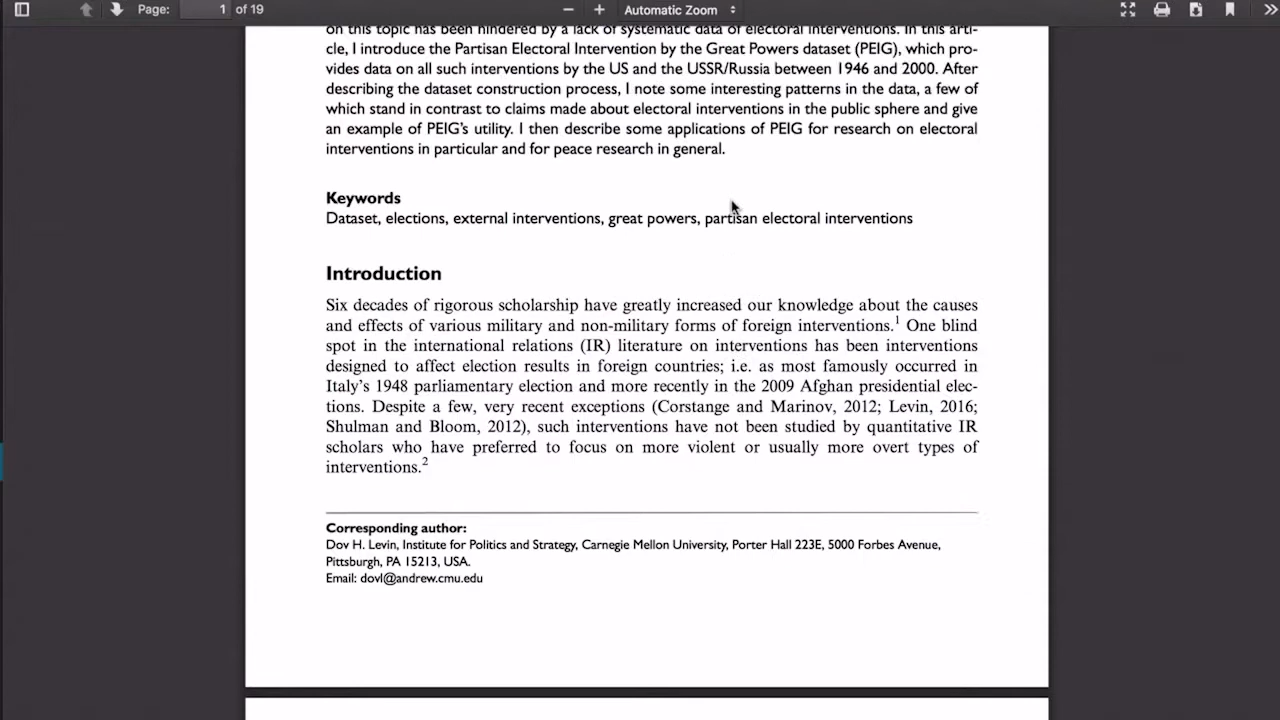 Page: 1 of 19 Automatic Zoom
on this topic has been hindered by a lack of systematic data of electoral interventions. In this arti-
cle, I introduce the Partisan Electoral Intervention by the Great Powers dataset (PEIG), which pro-
vides data on all such interventions by the US and the USSR/Russia between 1946 and 2000. After
describing the dataset construction process, I note some interesting patterns in the data, a few of
which stand in contrast to claims made about electoral interventions in the public sphere and give
an example of PEIG's utility. I then describe some applications of PEIG for research on electoral
interventions in particular and for peace research in general.
Keywords
Dataset, elections, external interventions, great powers, partisan electoral interventions
Introduction
Six decades of rigorous scholarship have greatly increased our knowledge about the causes
and effects of various military and non-military forms of foreign interventions.1 One blind
spot in the international relations (IR) literature on interventions has been interventions
designed to affect election results in foreign countries; i.e. as most famously occurred in
Italy's 1948 parliamentary election and more recently in the 2009 Afghan presidential elec-
tions. Despite a few, very recent exceptions (Corstange and Marinov, 2012; Levin, 2016;
Shulman and Bloom, 2012), such interventions have not been studied by quantitative IR
scholars who have preferred to focus on more violent or usually more overt types of
interventions.2
Corresponding author:
Dov H. Levin, Institute for Politics and Strategy, Carnegie Mellon University, Porter Hall 223E, 5000 Forbes Avenue,
Pittsburgh, PA 15213, USA.
Email: dovl@andrew.cmu.edu